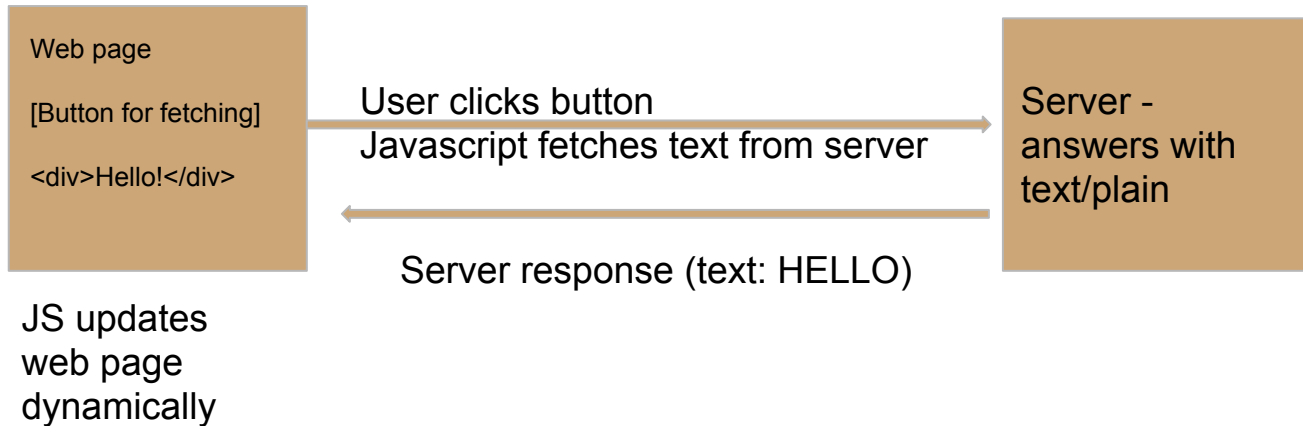 Web page
[Button for fetching]
<div>Hello!</div>
User clicks button
Javascript fetches text from server
Server -
answers with
text/plain
Server response (text: HELLO)
JS updates
web page
dynamically